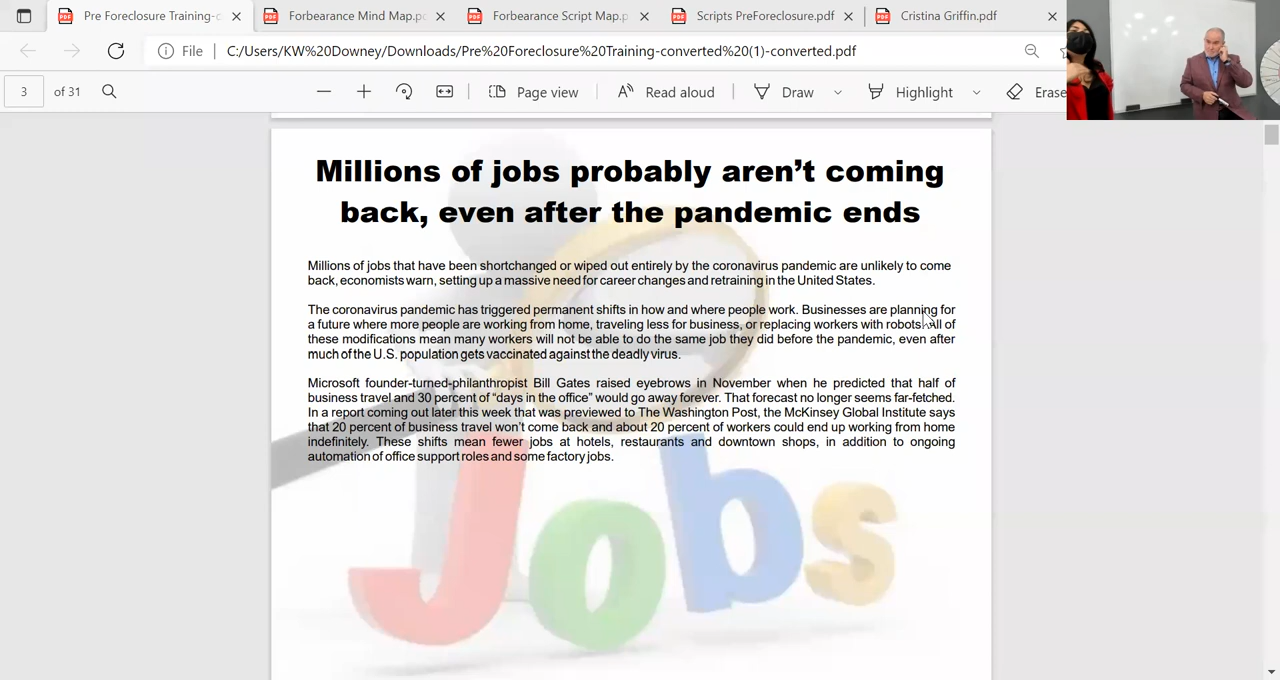 Pre Foreclosure Training-c
Forbearance Mind Map.pc
Forbearance Script Map.p
Scripts PreForeclosure.pdf
Cristina Griffin.pdf
File
C:/Users/KW%20Downy/Downloads/Pre%20Foreclosure%20Training-converted%20(1)-converted.pdf
3 of 31
Page view
Read aloud
Draw
Highlight
Erase
Millions of jobs probably aren’t coming
back, even after the pandemic ends
Millions of jobs that have been shortchanged or wiped out entirely by the coronavirus pandemic are unlikely to come
back, economists warn, setting up a massive need for career changes and retraining in the United States.
The coronavirus pandemic has triggered permanent shifts in how and where people work. Businesses are planning for
a future where more people are working from home, traveling less for business, or replacing workers with robots. All of
these modifications mean many workers will not be able to do the same job they did before the pandemic, even after
much of the U.S. population gets vaccinated against the deadly virus.
Microsoft founder-turned-philanthropist Bill Gates raised eyebrows in November when he predicted that half of
business travel and 30 percent of “days in the office” would go away forever. That forecast no longer seems far-fetched.
In a report coming out later this week that was previewed to The Washington Post, the McKinsey Global Institute says
that 20 percent of business travel won’t come back and about 20 percent of workers could end up working from home
indefinitely. These shifts mean fewer jobs at hotels, restaurants and downtown shops, in addition to ongoing
automation of office support roles and some factory jobs.
Jobs